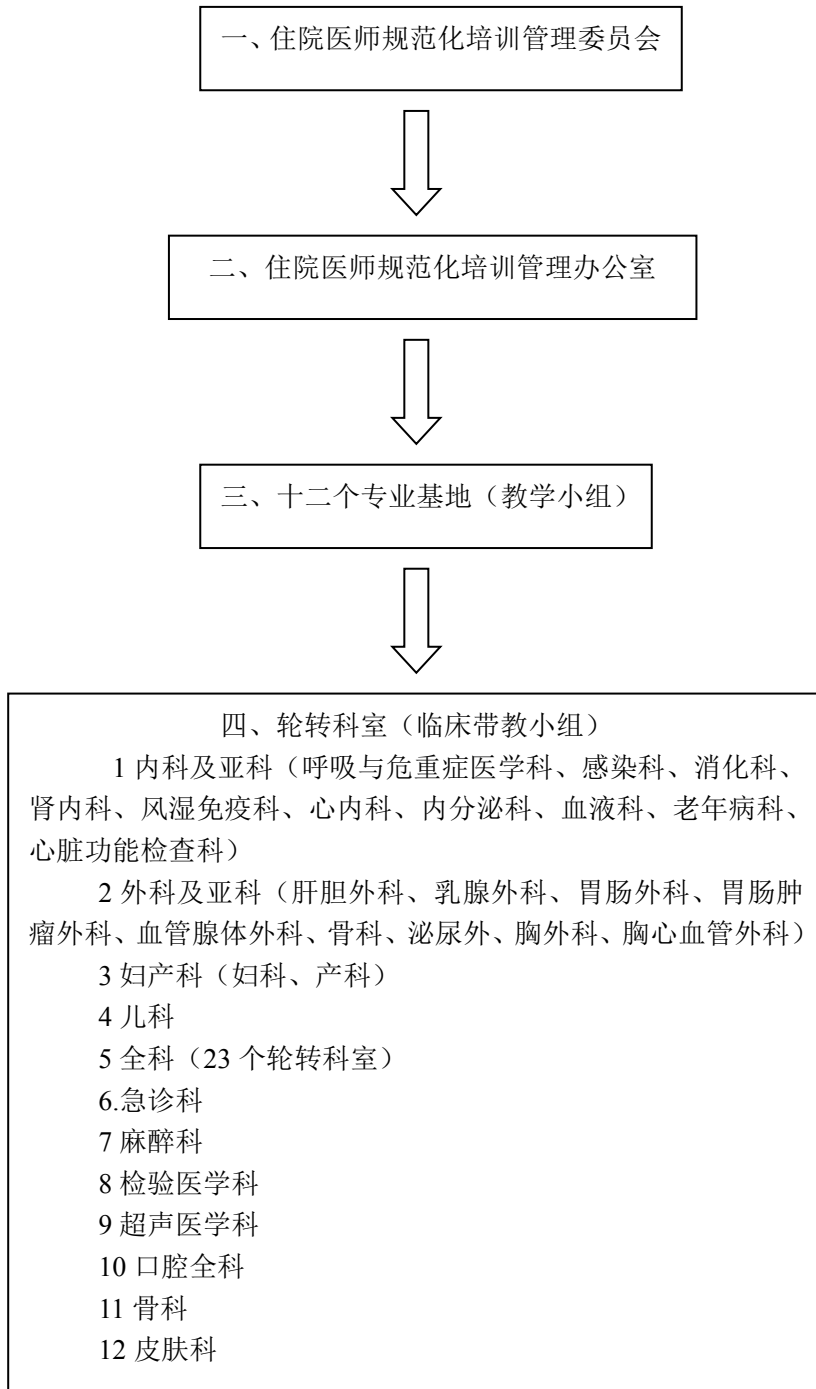 一、住院医师规范化培训管理委员会
二、住院医师规范化培训管理办公室
三、十二个专业基地（教学小组）
四、轮转科室（临床带教小组）
1 内科及亚科（呼吸与危重症医学科、感染科、消化科、
肾内科、风湿免疫科、心内科、内分泌科、血液科、老年病科、
心脏功能检查科）
2 外科及亚科（肝胆外科、乳腺外科、胃肠外科、胃肠肿
瘤外科、血管腺体外科、骨科、泌尿外、胸外科、胸心血管外科）
3 妇产科（妇科、产科）
4 儿科
5 全科（23 个轮转科室）
6.急诊科
7 麻醉科
8 检验医学科
9 超声医学科
10 口腔全科
11 骨科
12 皮肤科